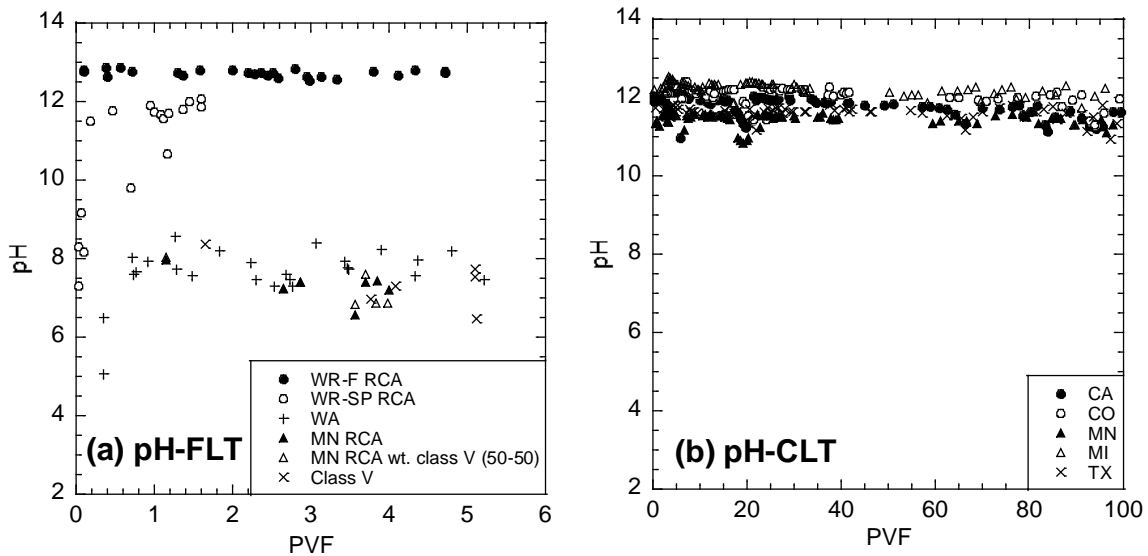 14
12
10
8
6
4
2
pH
0
1
2
3
4
5
6
PVF
WR-F RCA
WR-SP RCA
WA
MN RCA
MN RCA wt. class V (50-50)
Class V
(a) pH-FLT
14
12
10
8
6
4
2
pH
0
20
40
60
80
100
PVF
CA
CO
MN
MI
TX
(b) pH-CLT